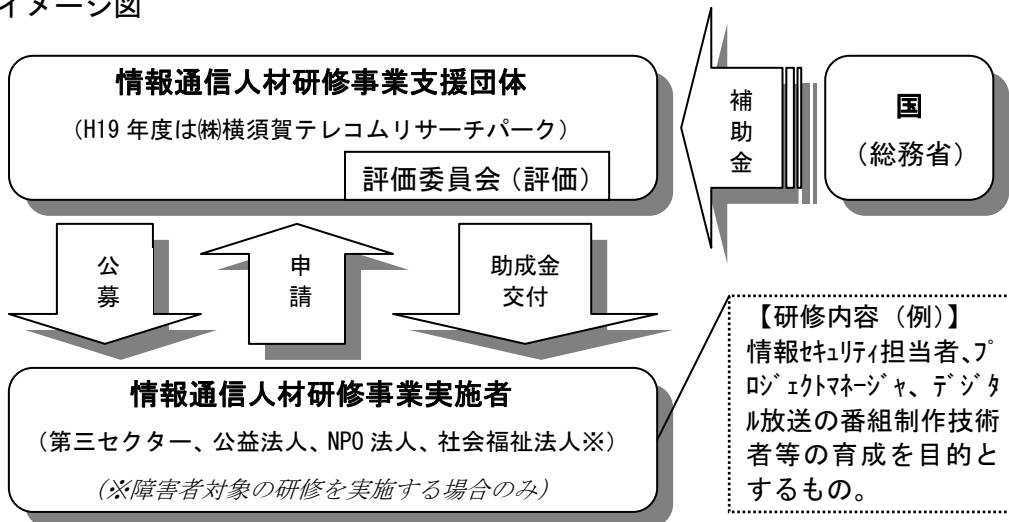 イメージ図
情報通信人材研修事業支援団体
（H19 年度は㈱横須賀テレコムリサーチパーク）
評価委員会（評価）
補助金
国
（総務省）
公募
申請
助成金
交付
【研修内容（例）】
情報ｾｷｭﾘﾃｨ担当者、ﾌﾟ
ﾛｼﾞｪｸﾄﾏﾈｰｼﾞｬ、ﾃﾞｼﾞﾀ
ﾙ放送の番組制作技術
者等の育成を目的と
するもの。
情報通信人材研修事業実施者
（第三セクター、公益法人、NPO 法人、社会福祉法人※）
（※障害者対象の研修を実施する場合のみ）